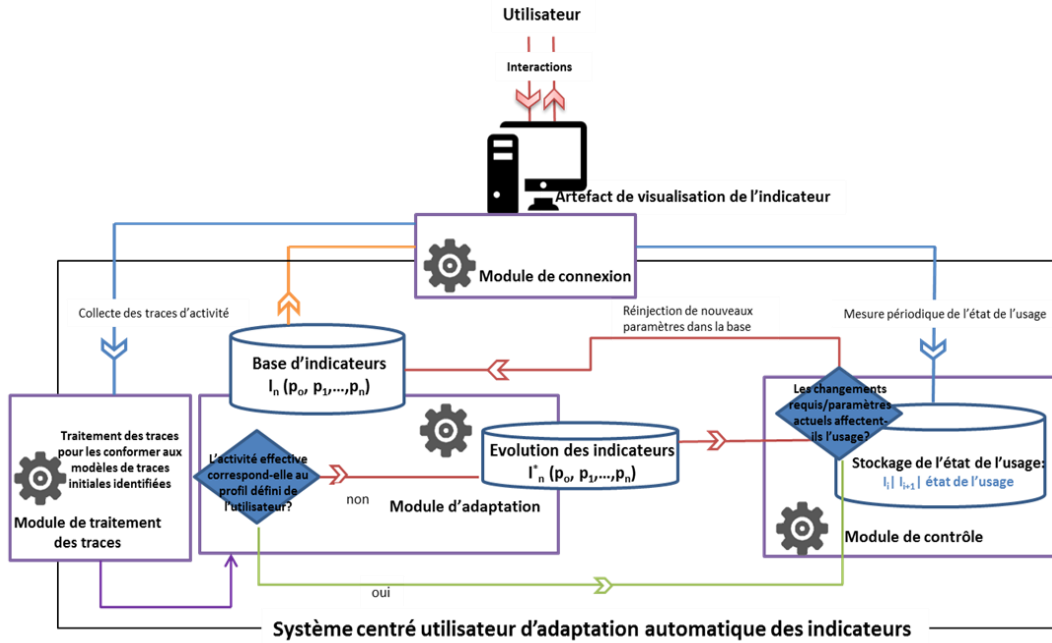 Utilisateur
Interactions
Artefact de visualisation de l'indicateur
Module de connexion
Collecte des traces d'activité
Réinjection de nouveaux
paramètres dans la base
Mesure périodique de l'état de l'usage
Base d'indicateurs
Iₙ (pₒ, p₁,...,pₙ)
Les changements
requis/paramètres
actuels affectent-
ils l'usage?
Traitement des traces
pour les conformer aux
modèles de traces
initiales identifiées
Module de traitement
des traces
L'activité effective
correspond-elle au
profil défini de
l'utilisateur?
non
Evolution des indicateurs
I*ₙ (pₒ, p₁,...,pₙ)
Module d'adaptation
Stockage de l'état de l'usage:
Iᵢ| Iᵢ₊₁| état de l'usage
Module de contrôle
oui
Système centré utilisateur d'adaptation automatique des indicateurs